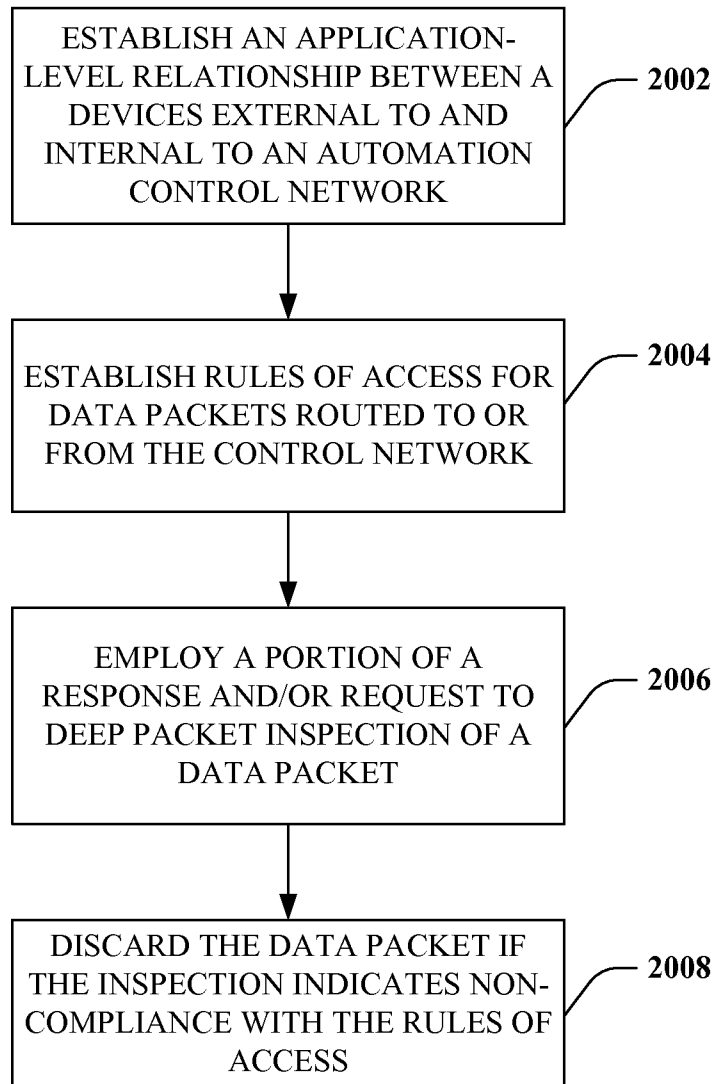 ESTABLISH AN APPLICATION-
LEVEL RELATIONSHIP BETWEEN A
DEVICES EXTERNAL TO AND
INTERNAL TO AN AUTOMATION
CONTROL NETWORK
2002
ESTABLISH RULES OF ACCESS FOR
DATA PACKETS ROUTED TO OR
FROM THE CONTROL NETWORK
2004
EMPLOY A PORTION OF A
RESPONSE AND/OR REQUEST TO
DEEP PACKET INSPECTION OF A
DATA PACKET
2006
DISCARD THE DATA PACKET IF
THE INSPECTION INDICATES NON-
COMPLIANCE WITH THE RULES OF
ACCESS
2008